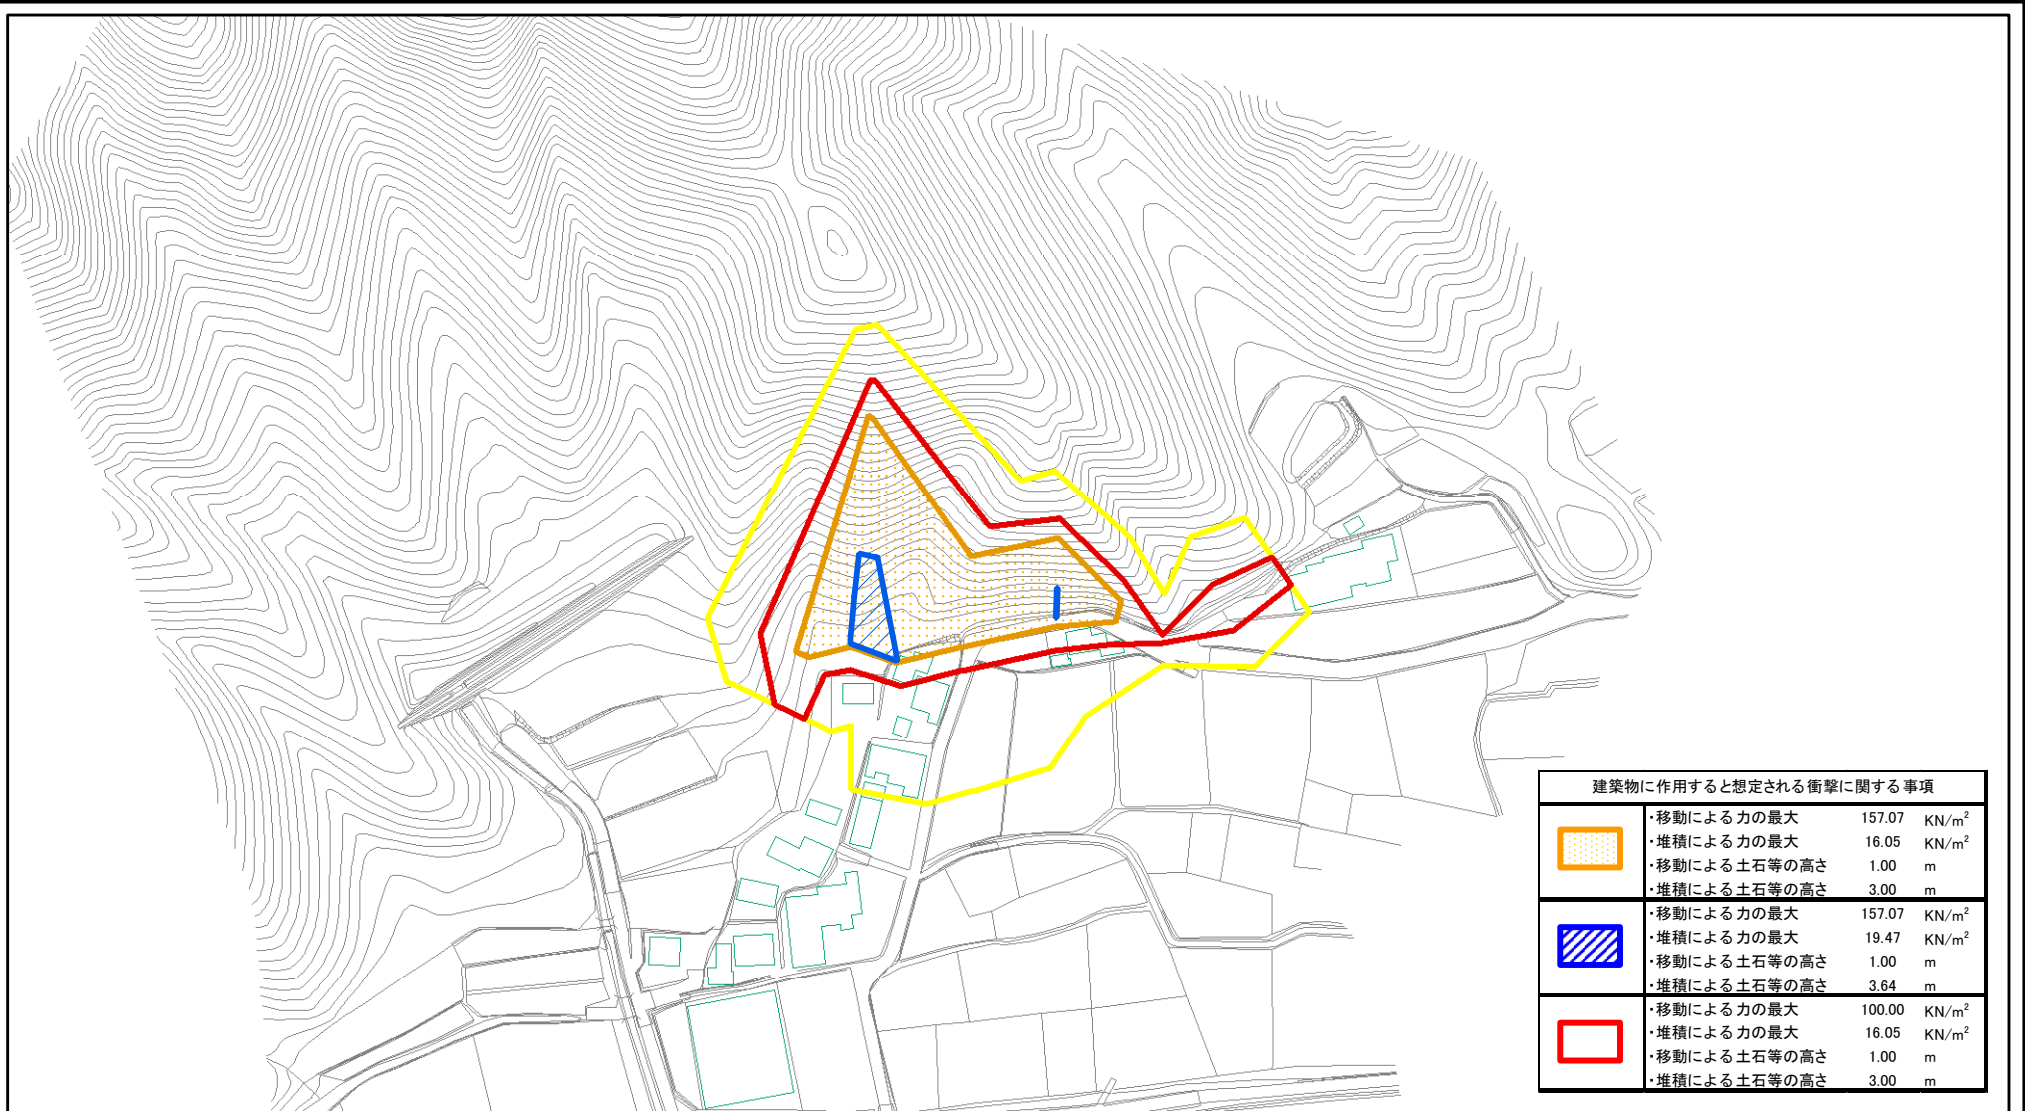 建築物に作用すると想定される衝撃に関する事項
・移動による力の最大 157.07 KN/m²
・堆積による力の最大 16.05 KN/m²
・移動による土石等の高さ 1.00 m
・堆積による土石等の高さ 3.00 m
・移動による力の最大 157.07 KN/m²
・堆積による力の最大 19.47 KN/m²
・移動による土石等の高さ 1.00 m
・堆積による土石等の高さ 3.64 m
・移動による力の最大 100.00 KN/m²
・堆積による力の最大 16.05 KN/m²
・移動による土石等の高さ 1.00 m
・堆積による土石等の高さ 3.00 m